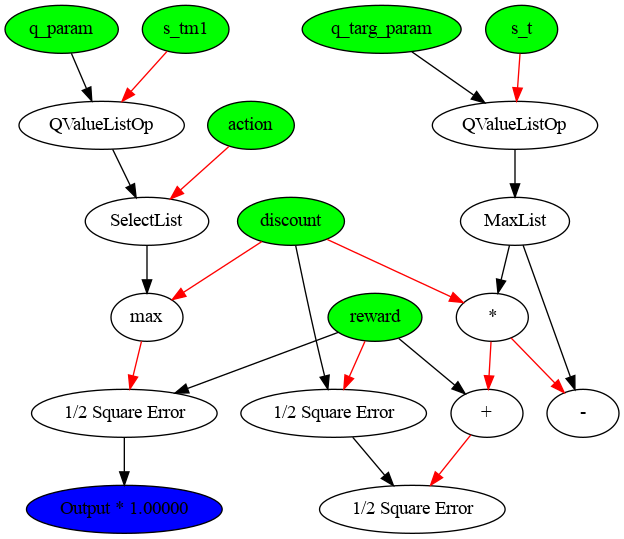 q_param
s_tm1
q_targ_param
s_t
QValueListOp
action
QValueListOp
SelectList
discount
MaxList
max
reward
*
1/2 Square Error
1/2 Square Error
+
-
Output * 1.00000
1/2 Square Error